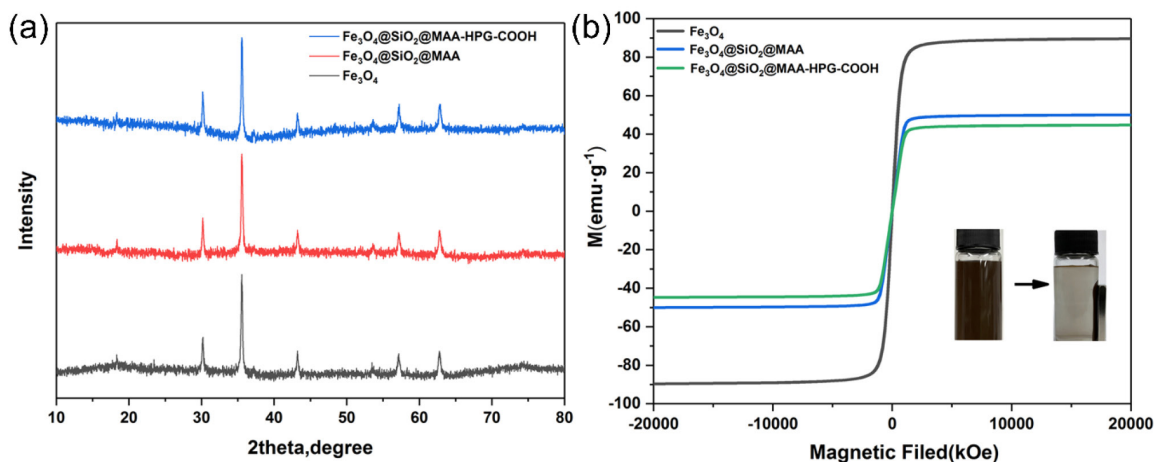 (a)
Fe₃O₄@SiO₂@MAA-HPG-COOH
Fe₃O₄@SiO₂@MAA
Fe₃O₄
Intensity
10 20 30 40 50 60 70 80
2theta,degree
(b)
Fe₃O₄
Fe₃O₄@SiO₂@MAA
Fe₃O₄@SiO₂@MAA-HPG-COOH
M(emu·g⁻¹)
100
80
60
40
20
0
-20
-40
-60
-80
-100
-20000 -10000 0 10000 20000
Magnetic Filed(kOe)